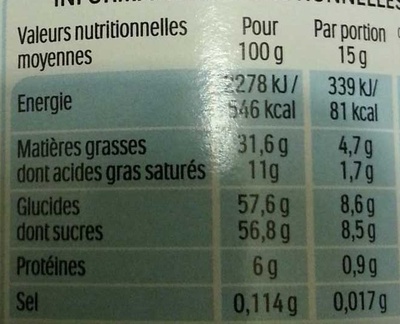 Valeurs nutritionnelles Pour Par portion
moyennes 100 g 15 g
Energie 2278 kJ / 339 kJ/
546 kcal 81 kcal
Matières grasses 31,6 g 4,7 g
dont acides gras saturés 11g 1,7 g
Glucides 57,6 g 8,6 g
dont sucres 56,8 g 8,5 g
Protéines 6 g 0,9 g
Sel 0,114 g 0,017 g